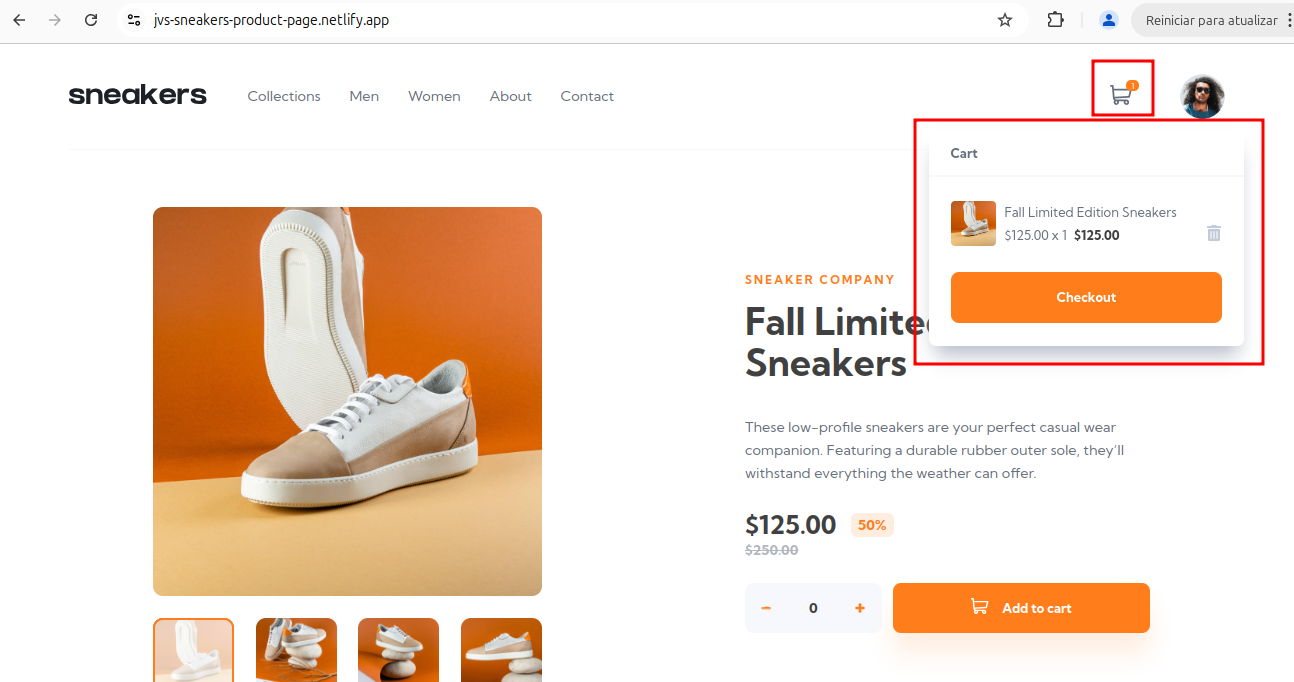 jvs-sneakers-product-page.netlify.app
Reiniciar para atualizar
sneakers
Collections
Men
Women
About
Contact
1
Cart
Fall Limited Edition Sneakers
$125.00 x 1 $125.00
Checkout
SNEAKER COMPANY
Fall Limite
Sneakers
These low-profile sneakers are your perfect casual wear
companion. Featuring a durable rubber outer sole, they'll
withstand everything the weather can offer.
$125.00 50%
$250.00
0
Add to cart